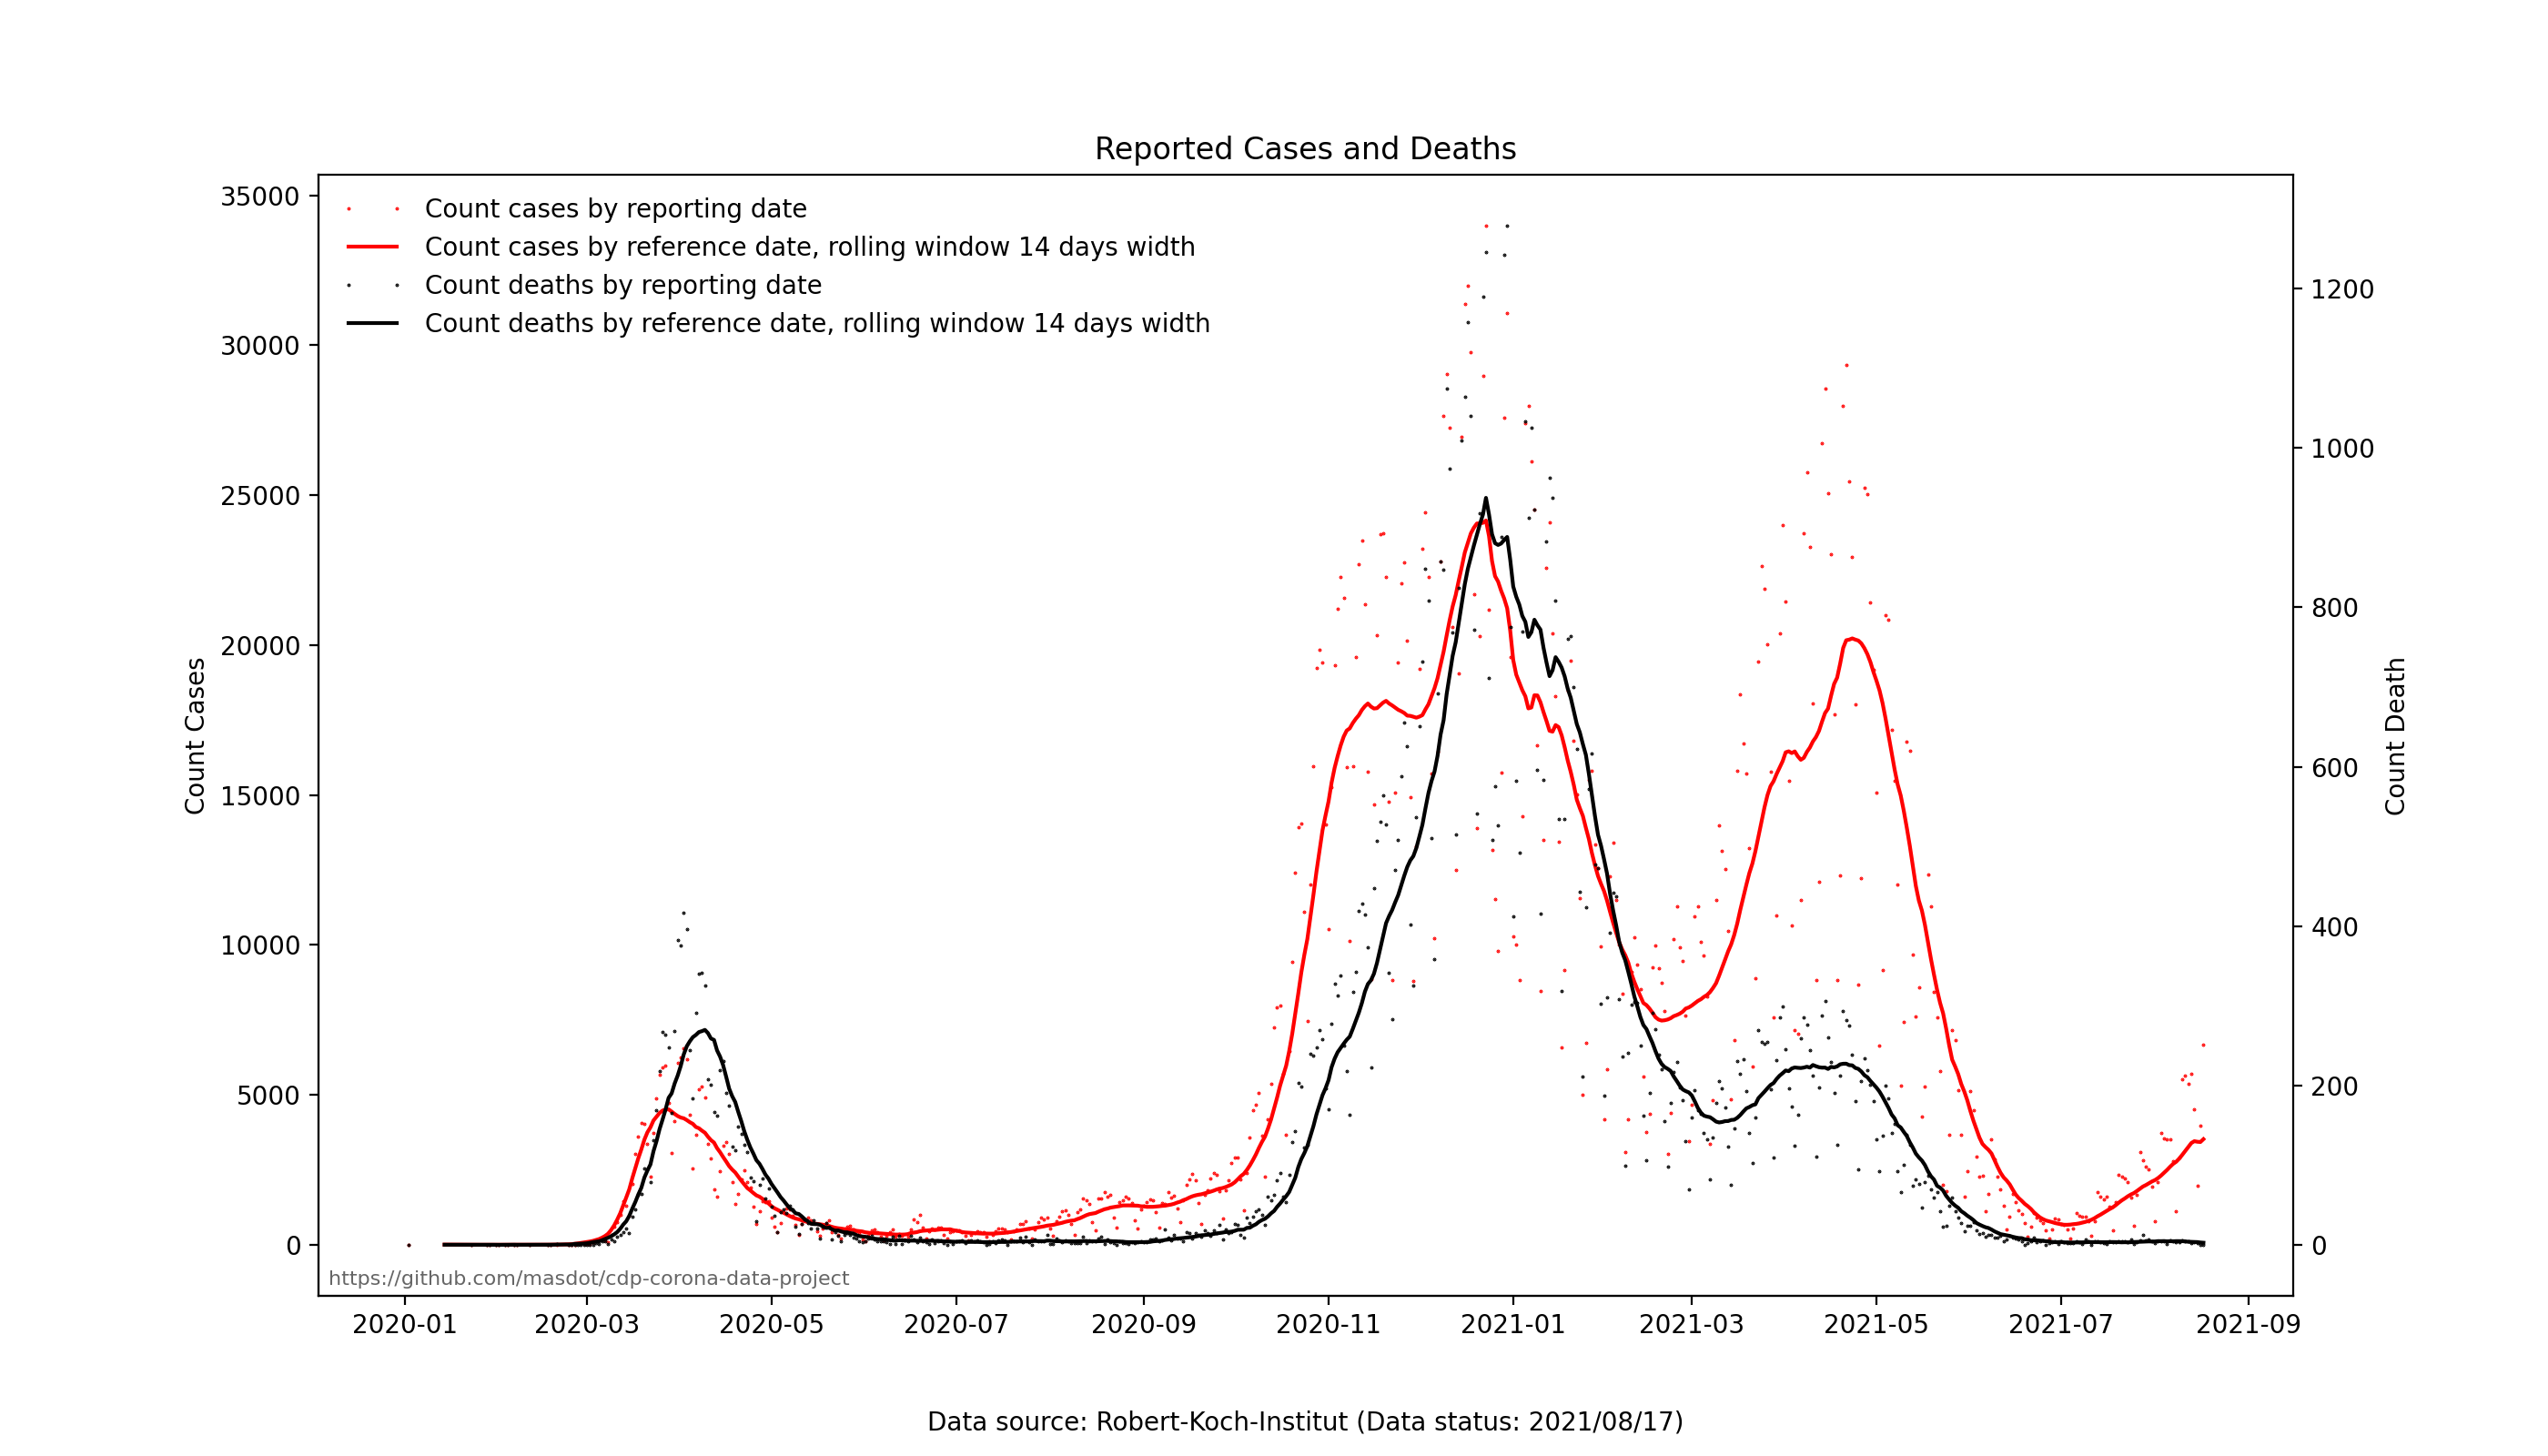 Reported Cases and Deaths
Count cases by reporting date
Count cases by reference date, rolling window 14 days width
Count deaths by reporting date
Count deaths by reference date, rolling window 14 days width
35000
30000
25000
20000
15000
10000
5000
0
Count Cases
1200
1000
800
600
400
200
0
Count Death
https://github.com/masdot/cdp-corona-data-project
2020-01 2020-03 2020-05 2020-07 2020-09 2020-11 2021-01 2021-03 2021-05 2021-07 2021-09
Data source: Robert-Koch-Institut (Data status: 2021/08/17)